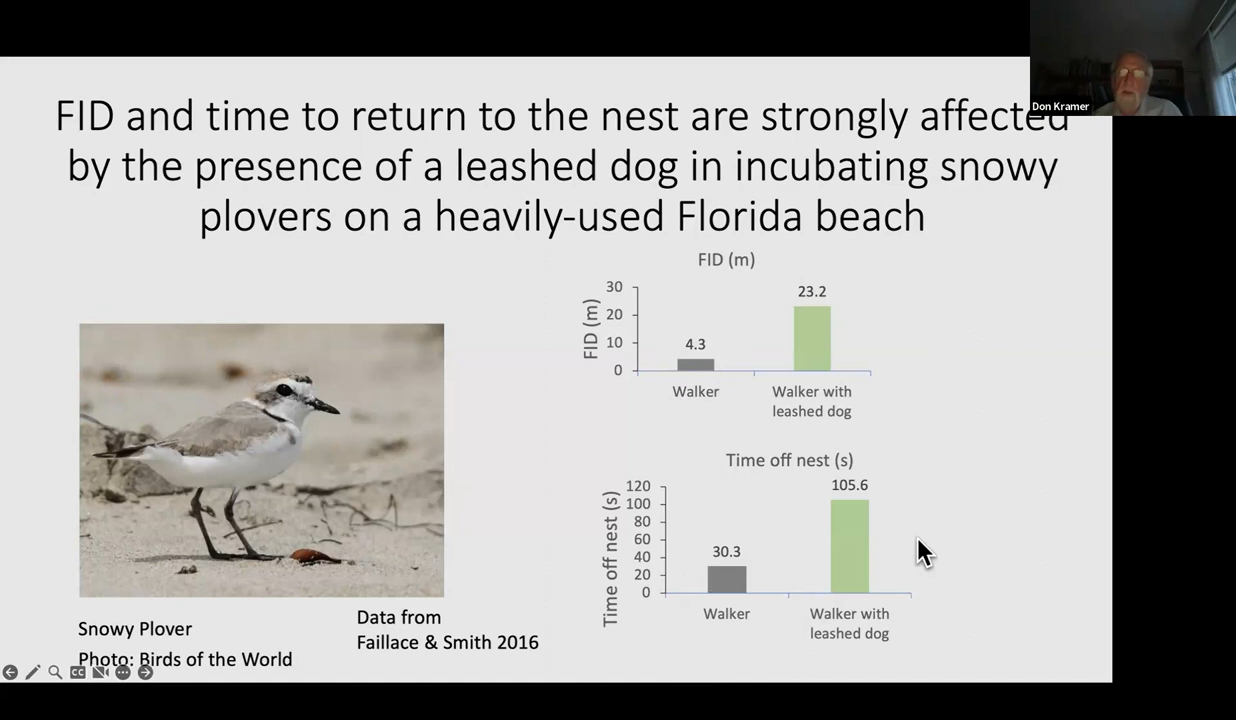 Don Kramer
FID and time to return to the nest are strongly affected
by the presence of a leashed dog in incubating snowy
plovers on a heavily-used Florida beach
FID (m)
FID (m)
30
20
10
0
4.3
23.2
Walker
Walker with
leashed dog
Time off nest (s)
Time off nest (s)
120
100
80
60
40
20
0
30.3
105.6
Walker
Walker with
leashed dog
Snowy Plover
Photo: Birds of the World
Data from
Faillace & Smith 2016
CC